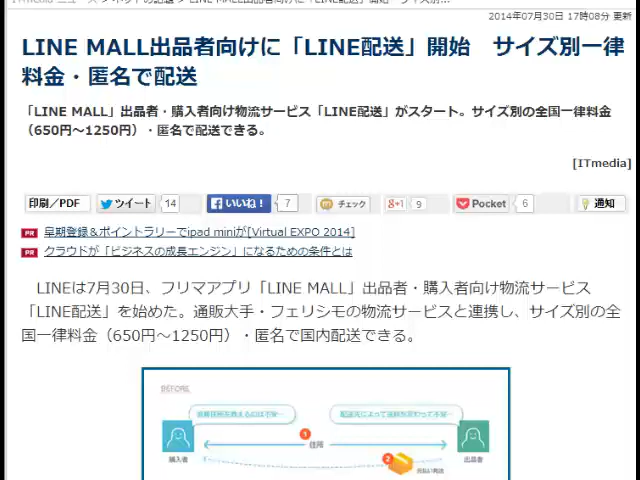 2014年07月30日 17時08分 更新
LINE MALL出品者向けに「LINE配送」開始　サイズ別一律
料金・匿名で配送
「LINE MALL」出品者・購入者向け物流サービス「LINE配送」がスタート。サイズ別の全国一律料金
（650円～1250円）・匿名で配送できる。
[ITmedia]
印刷／PDF ツイート 14 いいね！ 7 チェック g+1 9 Pocket 6 通知
PR 早期登録＆ポイントラリーでipad miniが[Virtual EXPO 2014]
PR クラウドが「ビジネスの成長エンジン」になるための条件とは
LINEは7月30日、フリマアプリ「LINE MALL」出品者・購入者向け物流サービス
「LINE配送」を始めた。通販大手・フェリシモの物流サービスと連携し、サイズ別の全
国一律料金（650円～1250円）・匿名で国内配送できる。
BEFORE
1
住所
購入者
出品者
2